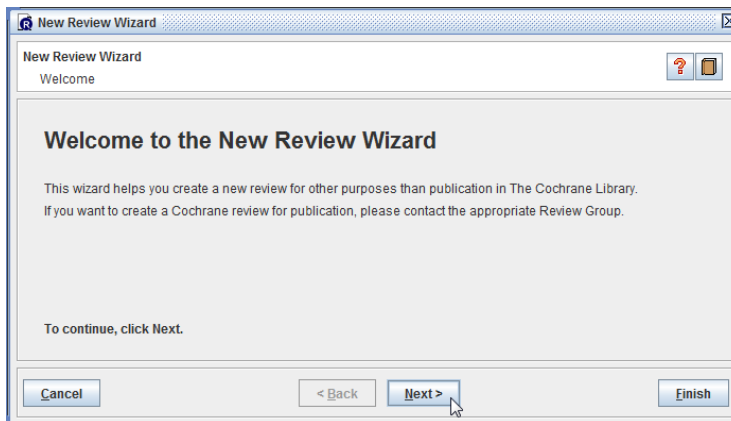 New Review Wizard
New Review Wizard
Welcome
Welcome to the New Review Wizard
This wizard helps you create a new review for other purposes than publication in The Cochrane Library.
If you want to create a Cochrane review for publication, please contact the appropriate Review Group.
To continue, click Next.
Cancel < Back Next > Finish